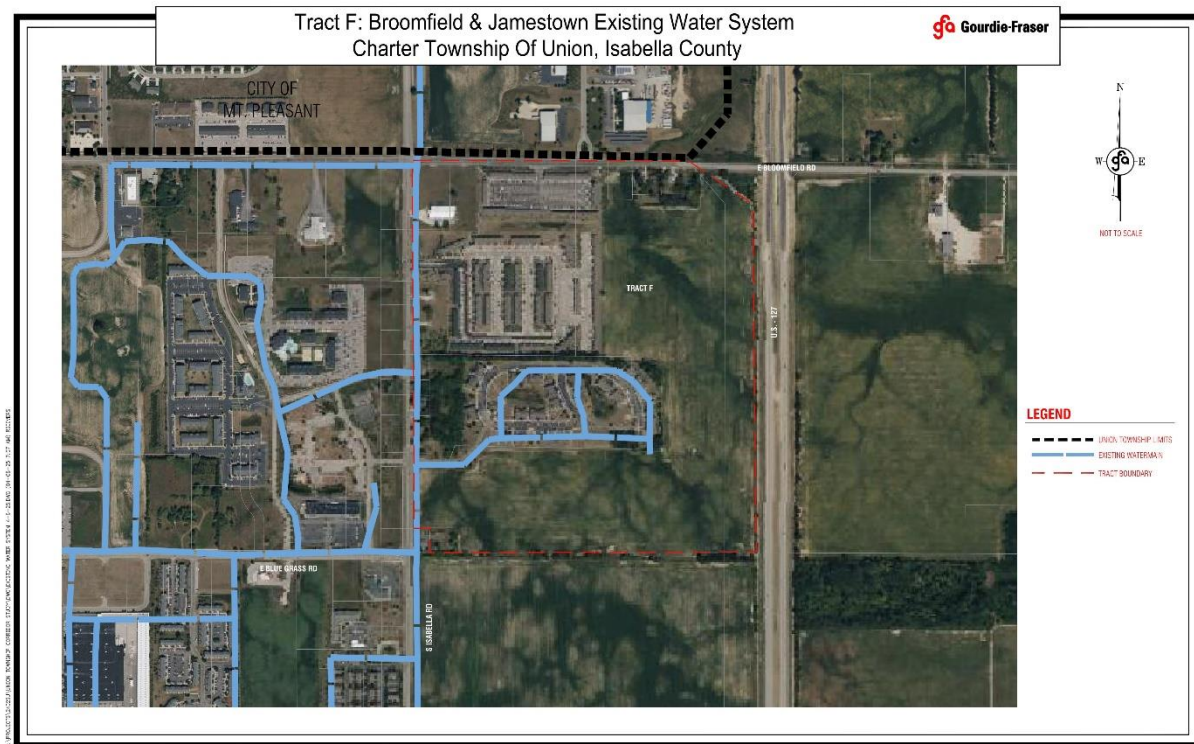 Tract F: Broomfield & Jamestown Existing Water System
Charter Township Of Union, Isabella County
gfa Gourdie-Fraser
CITY OF
MT. PLEASANT
E BLOOMFIELD RD
TRACT F
U.S. - 127
E BLUE GRASS RD
S ISABELLA RD
N
W
gfa
E
NOT TO SCALE
LEGEND
UNION TOWNSHIP LIMITS
EXISTING WATERMAIN
TRACT BOUNDARY